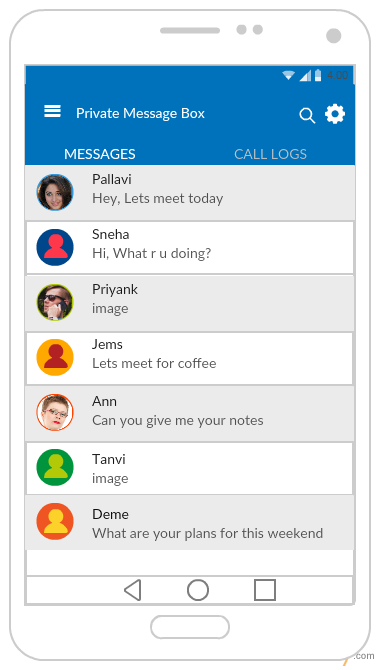 4:00
Private Message Box
MESSAGES CALL LOGS
Pallavi
Hey, Lets meet today
Sneha
Hi, What r u doing?
Priyank
image
Jems
Lets meet for coffee
Ann
Can you give me your notes
Tanvi
image
Deme
What are your plans for this weekend
.com